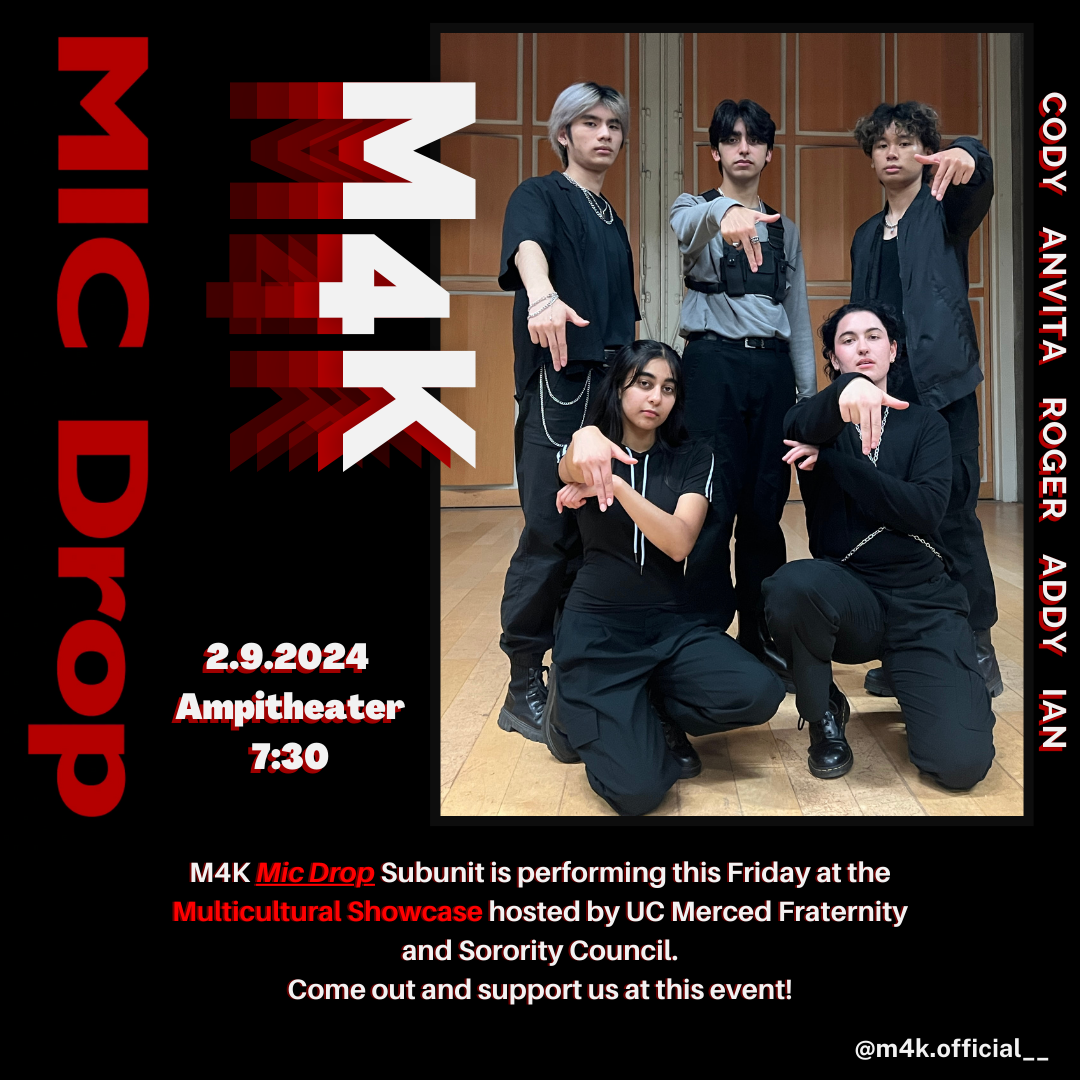 Mic Drop
M4K
CODY ANVITA ROGER ADDY IAN
2.9.2024
Ampitheater
7:30
M4K Mic Drop Subunit is performing this Friday at the
Multicultural Showcase hosted by UC Merced Fraternity
and Sorority Council.
Come out and support us at this event!
@m4k.official__